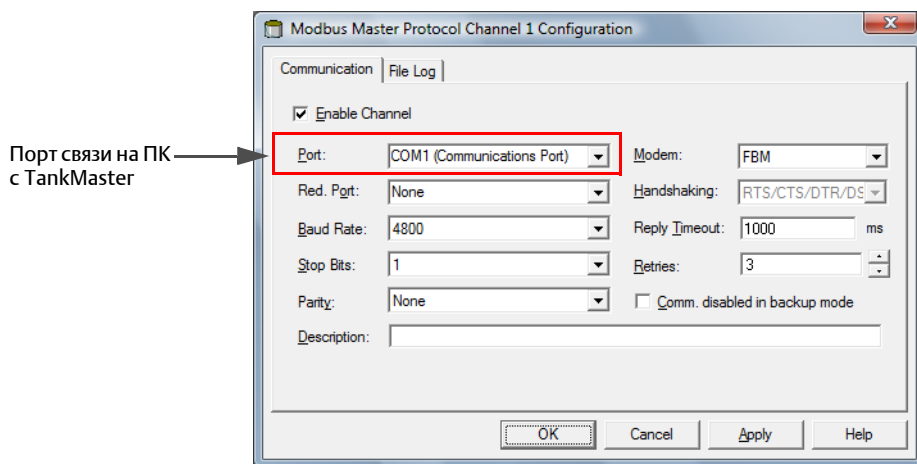 Modbus Master Protocol Channel 1 Configuration
Communication File Log
Enable Channel
Порт связи на ПК
с TankMaster
Port: COM1 (Communications Port) Modem: FBM
Red. Port: None Handshaking: RTS/CTS/DTR/DS
Baud Rate: 4800 Reply Timeout: 1000 ms
Stop Bits: 1 Retries: 3
Parity: None Comm. disabled in backup mode
Description:
OK Cancel Apply Help